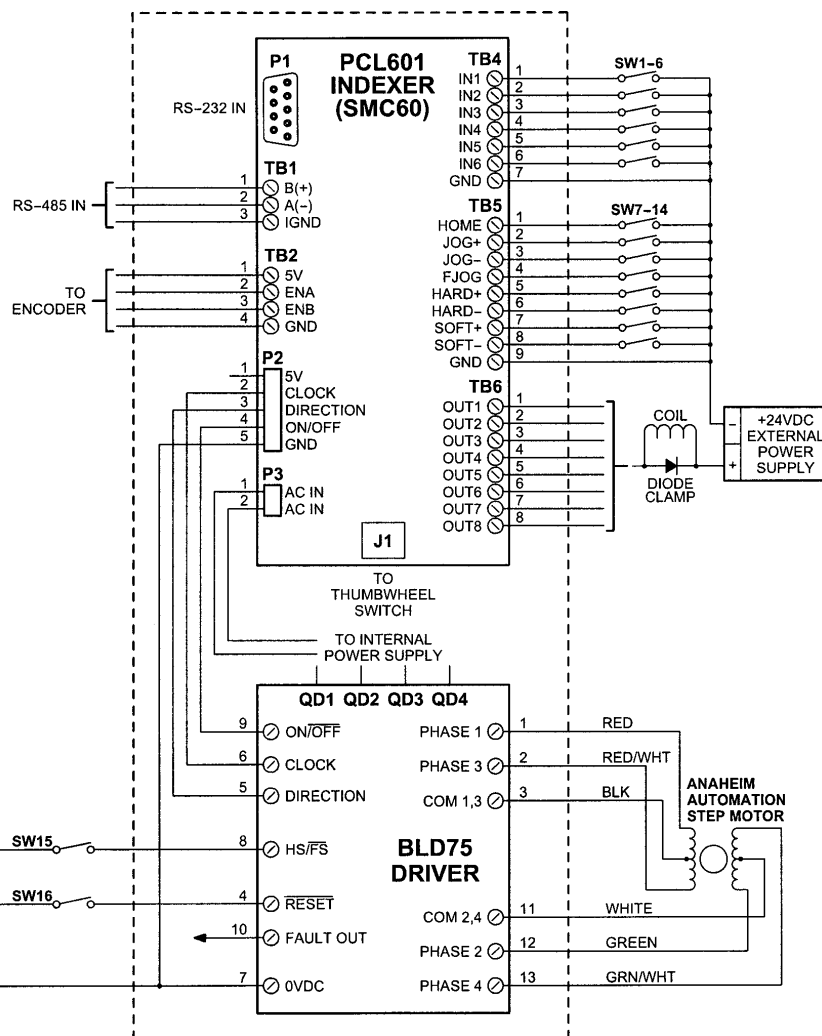 PCL601
INDEXER
(SMC60)
P1
RS-232 IN
TB1
RS-485 IN
1 B(+)
2 A(-)
3 IGND
TB2
TO
ENCODER
1 5V
2 ENA
3 ENB
4 GND
P2
1 5V
2 CLOCK
3 DIRECTION
4 ON/OFF
5 GND
P3
1 AC IN
2 AC IN
J1
TO
THUMBWHEEL
SWITCH
TB4
SW1-6
IN1 1
IN2 2
IN3 3
IN4 4
IN5 5
IN6 6
GND 7
TB5
SW7-14
HOME 1
JOG+ 2
JOG- 3
FJOG 4
HARD+ 5
HARD- 6
SOFT+ 7
SOFT- 8
GND 9
TB6
OUT1 1
OUT2 2
OUT3 3
OUT4 4
OUT5 5
OUT6 6
OUT7 7
OUT8 8
COIL
DIODE
CLAMP
-
+
+24VDC
EXTERNAL
POWER
SUPPLY
TO INTERNAL
POWER SUPPLY
QD1 QD2 QD3 QD4
BLD75
DRIVER
9 ON/OFF
6 CLOCK
5 DIRECTION
SW15 8 HS/FS
SW16 4 RESET
10 FAULT OUT
7 0VDC
PHASE 1 1 RED
PHASE 3 2 RED/WHT
COM 1,3 3 BLK
COM 2,4 11 WHITE
PHASE 2 12 GREEN
PHASE 4 13 GRN/WHT
ANAHEIM
AUTOMATION
STEP MOTOR